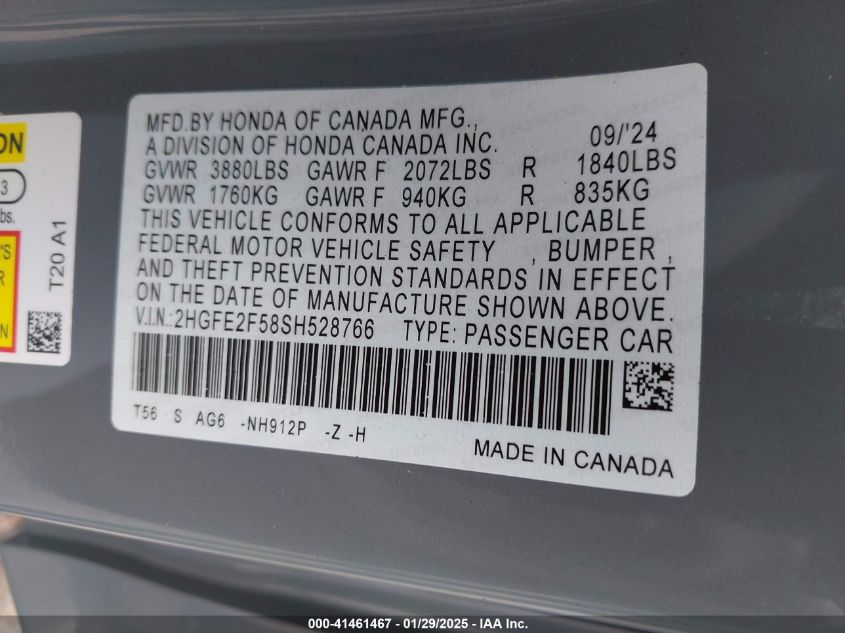 ON
3
bs.
'S
R
N
T20 A1
MFD.BY HONDA OF CANADA MFG.,
A DIVISION OF HONDA CANADA INC. 09/'24
GVWR 3880LBS GAWR F 2072LBS R 1840LBS
GVWR 1760KG GAWR F 940KG R 835KG
THIS VEHICLE CONFORMS TO ALL APPLICABLE
FEDERAL MOTOR VEHICLE SAFETY , BUMPER ,
AND THEFT PREVENTION STANDARDS IN EFFECT
ON THE DATE OF MANUFACTURE SHOWN ABOVE.
V.I.N.:2HGFE2F58SH528766 TYPE: PASSENGER CAR
T56 S AG6 -NH912P -Z -H
MADE IN CANADA
000-41461467 - 01/29/2025 - IAA Inc.